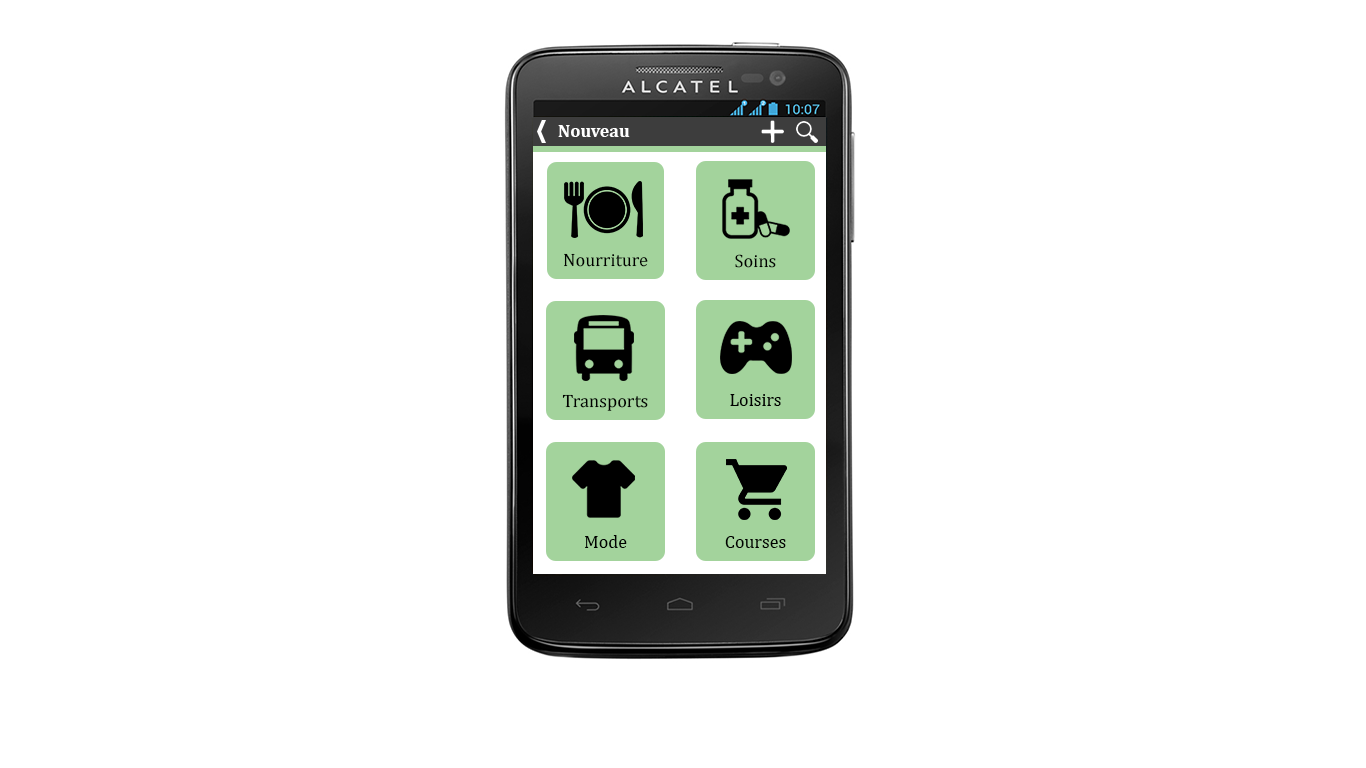 ALCATEL
10:07
Nouveau
Nourriture
Soins
Transports
Loisirs
Mode
Courses